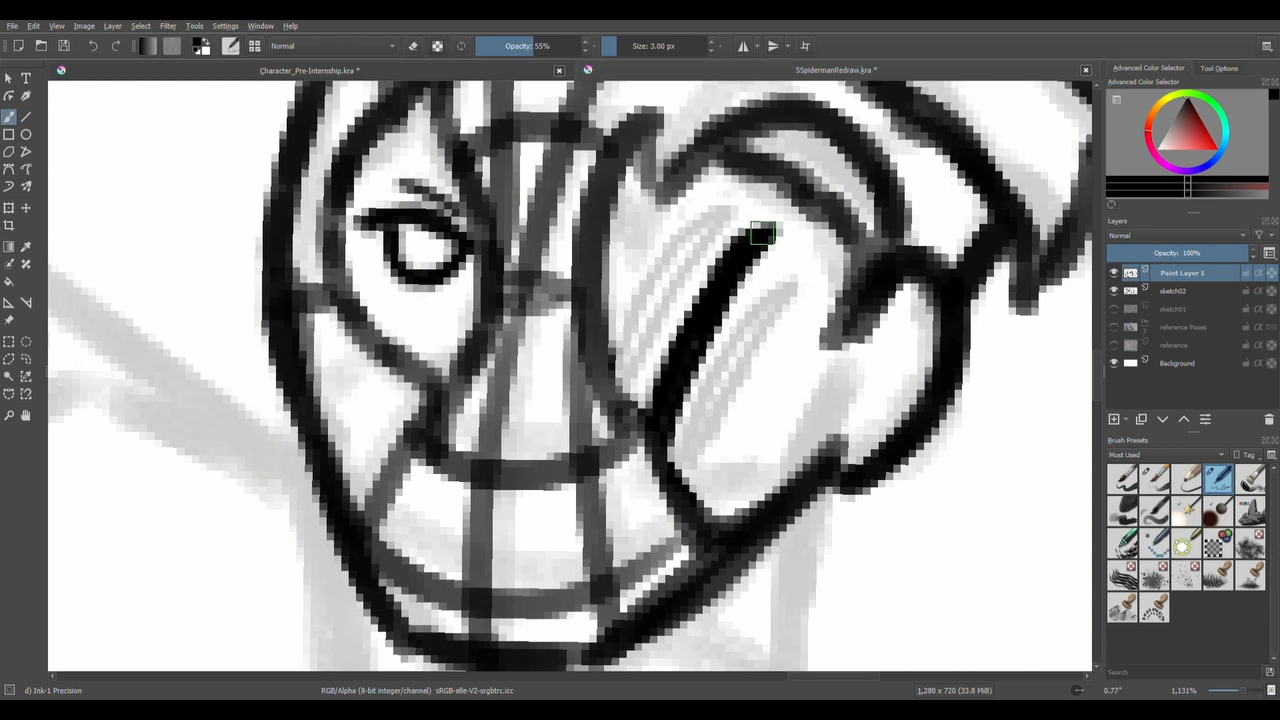 File Edit View Image Layer Select Filter Tools Settings Window Help
Normal Opacity: 55% Size: 3.00 px
Character_Pre-Internship.kra * SSpidermanRedraw.kra *
Advanced Color Selector Tool Options
Advanced Color Selector
Layers
Normal
Opacity: 100%
Paint Layer 1
sketch02
sketch01
reference Poses
reference
Background
Brush Presets
Most Used Tag
Search
d) Ink-1 Precision RGB/Alpha (8-bit integer/channel) sRGB-elle-V2-srgbtrc.icc 1,280 x 720 (33.8 MiB) 0.77° 1,131%